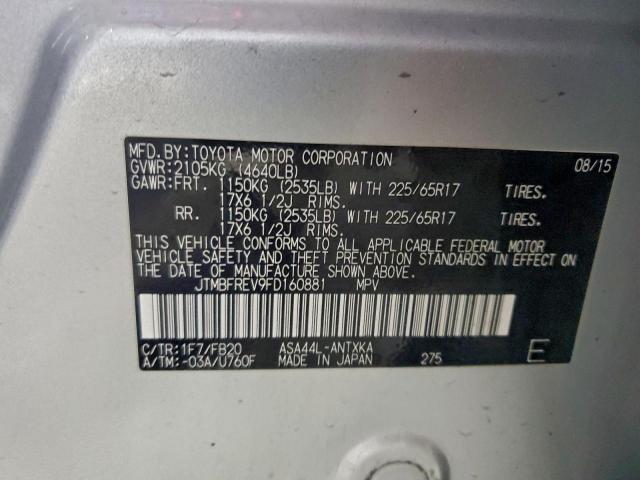 MFD.BY:TOYOTA MOTOR CORPORATION 08/15
GVWR:2105KG (4640LB)
GAWR:FRT. 1150KG (2535LB) WITH 225/65R17 TIRES.
17X6 1/2J RIMS.
RR. 1150KG (2535LB) WITH 225/65R17 TIRES.
17X6 1/2J RIMS.
THIS VEHICLE CONFORMS TO ALL APPLICABLE FEDERAL MOTOR
VEHICLE SAFETY AND THEFT PREVENTION STANDARDS IN EFFECT
ON THE DATE OF MANUFACTURE SHOWN ABOVE.
JTMBFREV9FD160881 MPV
C/TR:1F7/FB20 ASA44L-ANTXKA
A/TM:-03A/U760F MADE IN JAPAN 275 E